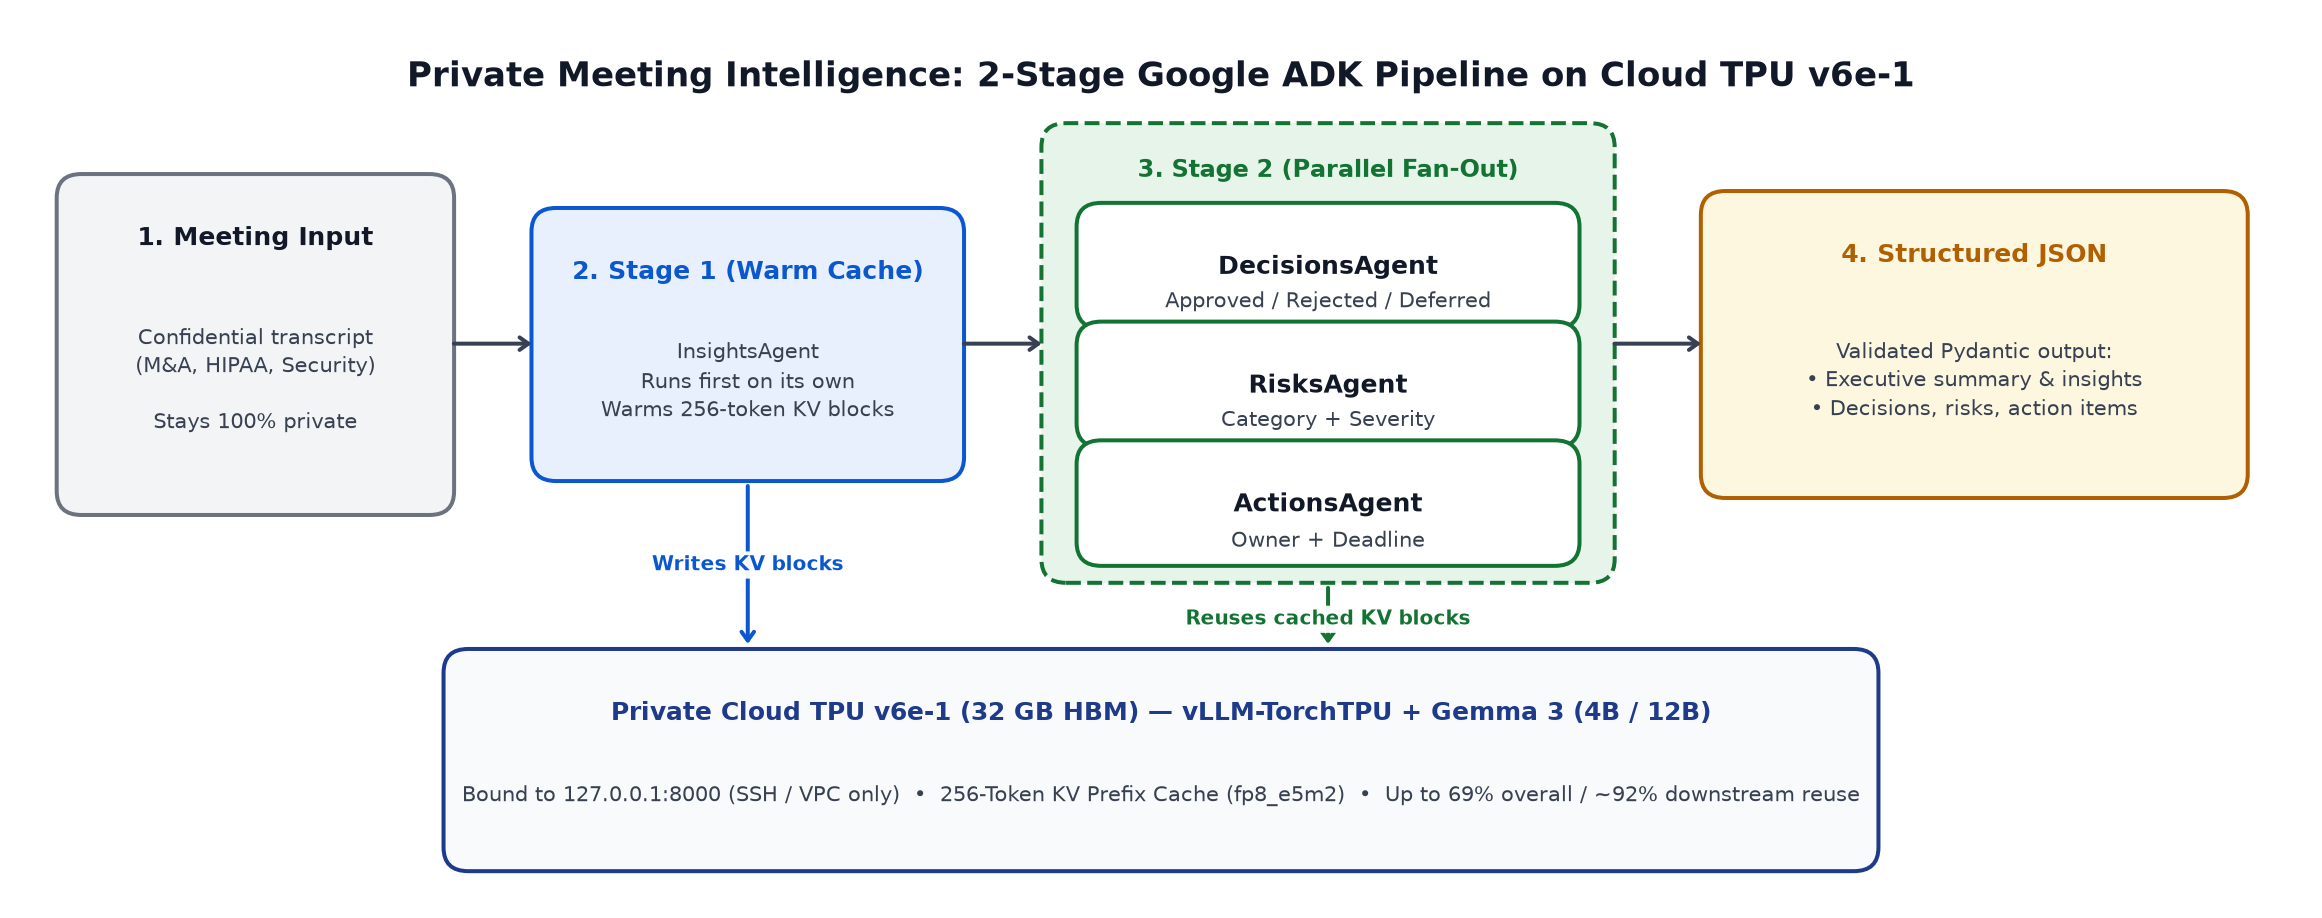 Private Meeting Intelligence: 2-Stage Google ADK Pipeline on Cloud TPU v6e-1
1. Meeting Input
Confidential transcript
(M&A, HIPAA, Security)
Stays 100% private
2. Stage 1 (Warm Cache)
InsightsAgent
Runs first on its own
Warms 256-token KV blocks
3. Stage 2 (Parallel Fan-Out)
DecisionsAgent
Approved / Rejected / Deferred
RisksAgent
Category + Severity
ActionsAgent
Owner + Deadline
4. Structured JSON
Validated Pydantic output:
• Executive summary & insights
• Decisions, risks, action items
Writes KV blocks
Reuses cached KV blocks
Private Cloud TPU v6e-1 (32 GB HBM) — vLLM-TorchTPU + Gemma 3 (4B / 12B)
Bound to 127.0.0.1:8000 (SSH / VPC only) • 256-Token KV Prefix Cache (fp8_e5m2) • Up to 69% overall / ~92% downstream reuse